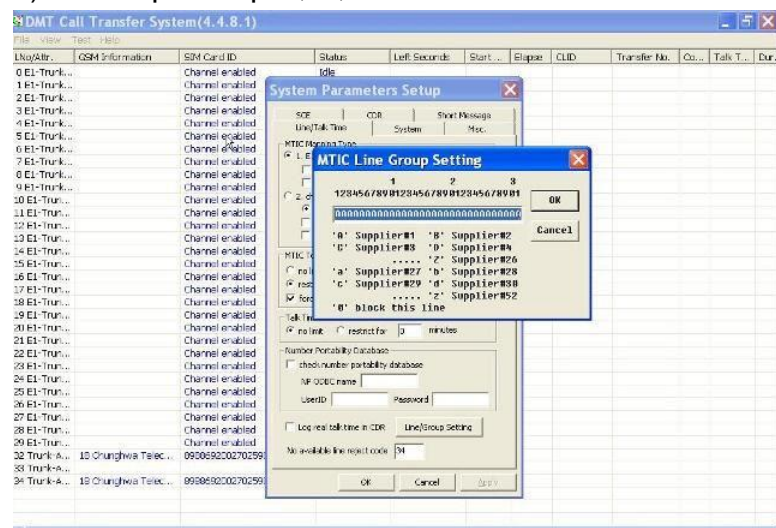 DMT Call Transfer System(4.4.8.1)
File View Test Help
LNo/Attr. GSM Information SIM Card ID Status Left Seconds Start ... Elapse CLID Transfer No. Co... Talk T... Dur.
0 E1-Trunk... Channel enabled Idle
1 E1-Trunk... Channel enabled
2 E1-Trunk... Channel enabled
3 E1-Trunk... Channel enabled
4 E1-Trunk... Channel enabled
5 E1-Trunk... Channel enabled
6 E1-Trunk... Channel enabled
7 E1-Trunk... Channel enabled
8 E1-Trunk... Channel enabled
9 E1-Trunk... Channel enabled
10 E1-Trun... Channel enabled
11 E1-Trun... Channel enabled
12 E1-Trun... Channel enabled
13 E1-Trun... Channel enabled
14 E1-Trun... Channel enabled
15 E1-Trun... Channel enabled
16 E1-Trun... Channel enabled
17 E1-Trun... Channel enabled
18 E1-Trun... Channel enabled
19 E1-Trun... Channel enabled
20 E1-Trun... Channel enabled
21 E1-Trun... Channel enabled
22 E1-Trun... Channel enabled
23 E1-Trun... Channel enabled
24 E1-Trun... Channel enabled
25 E1-Trun... Channel enabled
26 E1-Trun... Channel enabled
27 E1-Trun... Channel enabled
28 E1-Trun... Channel enabled
29 E1-Trun... Channel enabled
32 Trunk-A... 18 Chunghwa Telec...
33 Trunk-A...
34 Trunk-A... 18 Chunghwa Telec...
System Parameters Setup
SCE CDR Short Message
Line/Talk Time System Misc.
MTIC Mapping Type
1. E
2. d
MTIC T
no l
rest
forc
Talk Tim
no limit restrict for 0 minutes
Number Portability Database
check number portability database
NP ODBC name
UserID Password
Log real talk time in CDR Line/Group Setting
No available line reject code 34
OK Cancel Apply
MTIC Line Group Setting
1 2 3
1234567890123456789012345678901
OK
Cancel
'A' Supplier#1 'B' Supplier#2
'C' Supplier#3 'D' Supplier#4
..... 'Z' Supplier#26
'a' Supplier#27 'b' Supplier#28
'c' Supplier#29 'd' Supplier#30
..... 'z' Supplier#52
'0' block this line